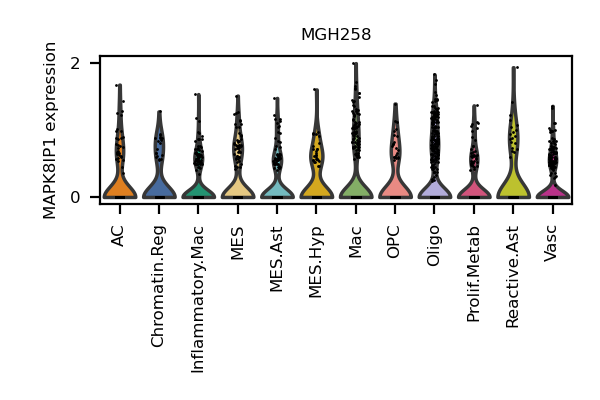 MGH258
MAPK8IP1 expression
2
0
AC
Chromatin.Reg
Inflammatory.Mac
MES
MES.Ast
MES.Hyp
Mac
OPC
Oligo
Prolif.Metab
Reactive.Ast
Vasc